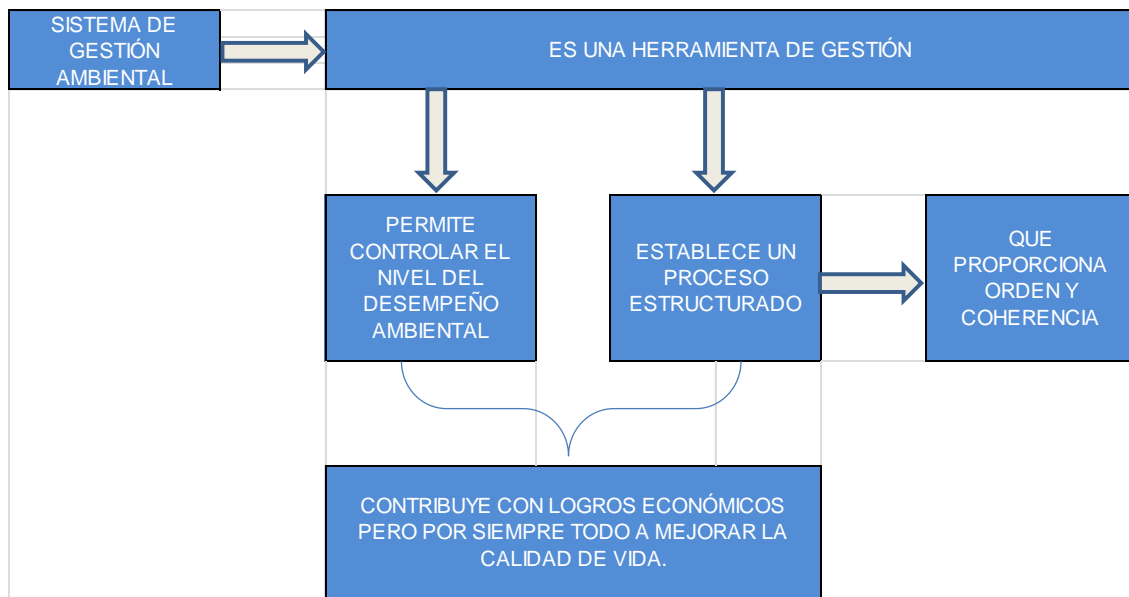 SISTEMA DE
GESTIÓN
AMBIENTAL
ES UNA HERRAMIENTA DE GESTIÓN
PERMITE
CONTROLAR EL
NIVEL DEL
DESEMPEÑO
AMBIENTAL
ESTABLECE UN
PROCESO
ESTRUCTURADO
QUE
PROPORCIONA
ORDEN Y
COHERENCIA
CONTRIBUYE CON LOGROS ECONÓMICOS
PERO POR SIEMPRE TODO A MEJORAR LA
CALIDAD DE VIDA.